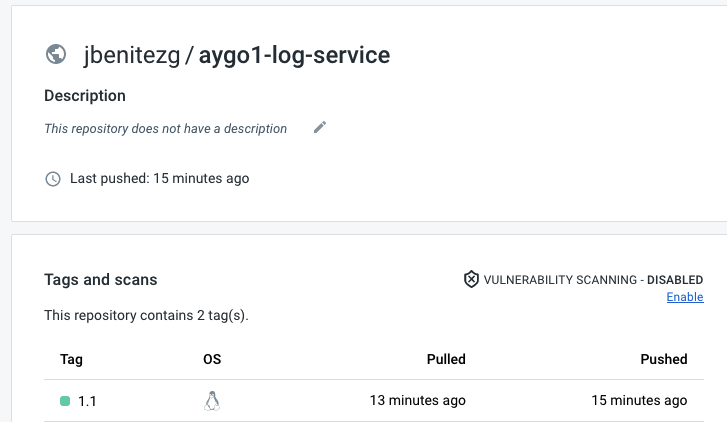 jbenitezg / aygo1-log-service
Description
This repository does not have a description
Last pushed: 15 minutes ago
Tags and scans
VULNERABILITY SCANNING - DISABLED
Enable
This repository contains 2 tag(s).
Tag OS Pulled Pushed
1.1 13 minutes ago 15 minutes ago